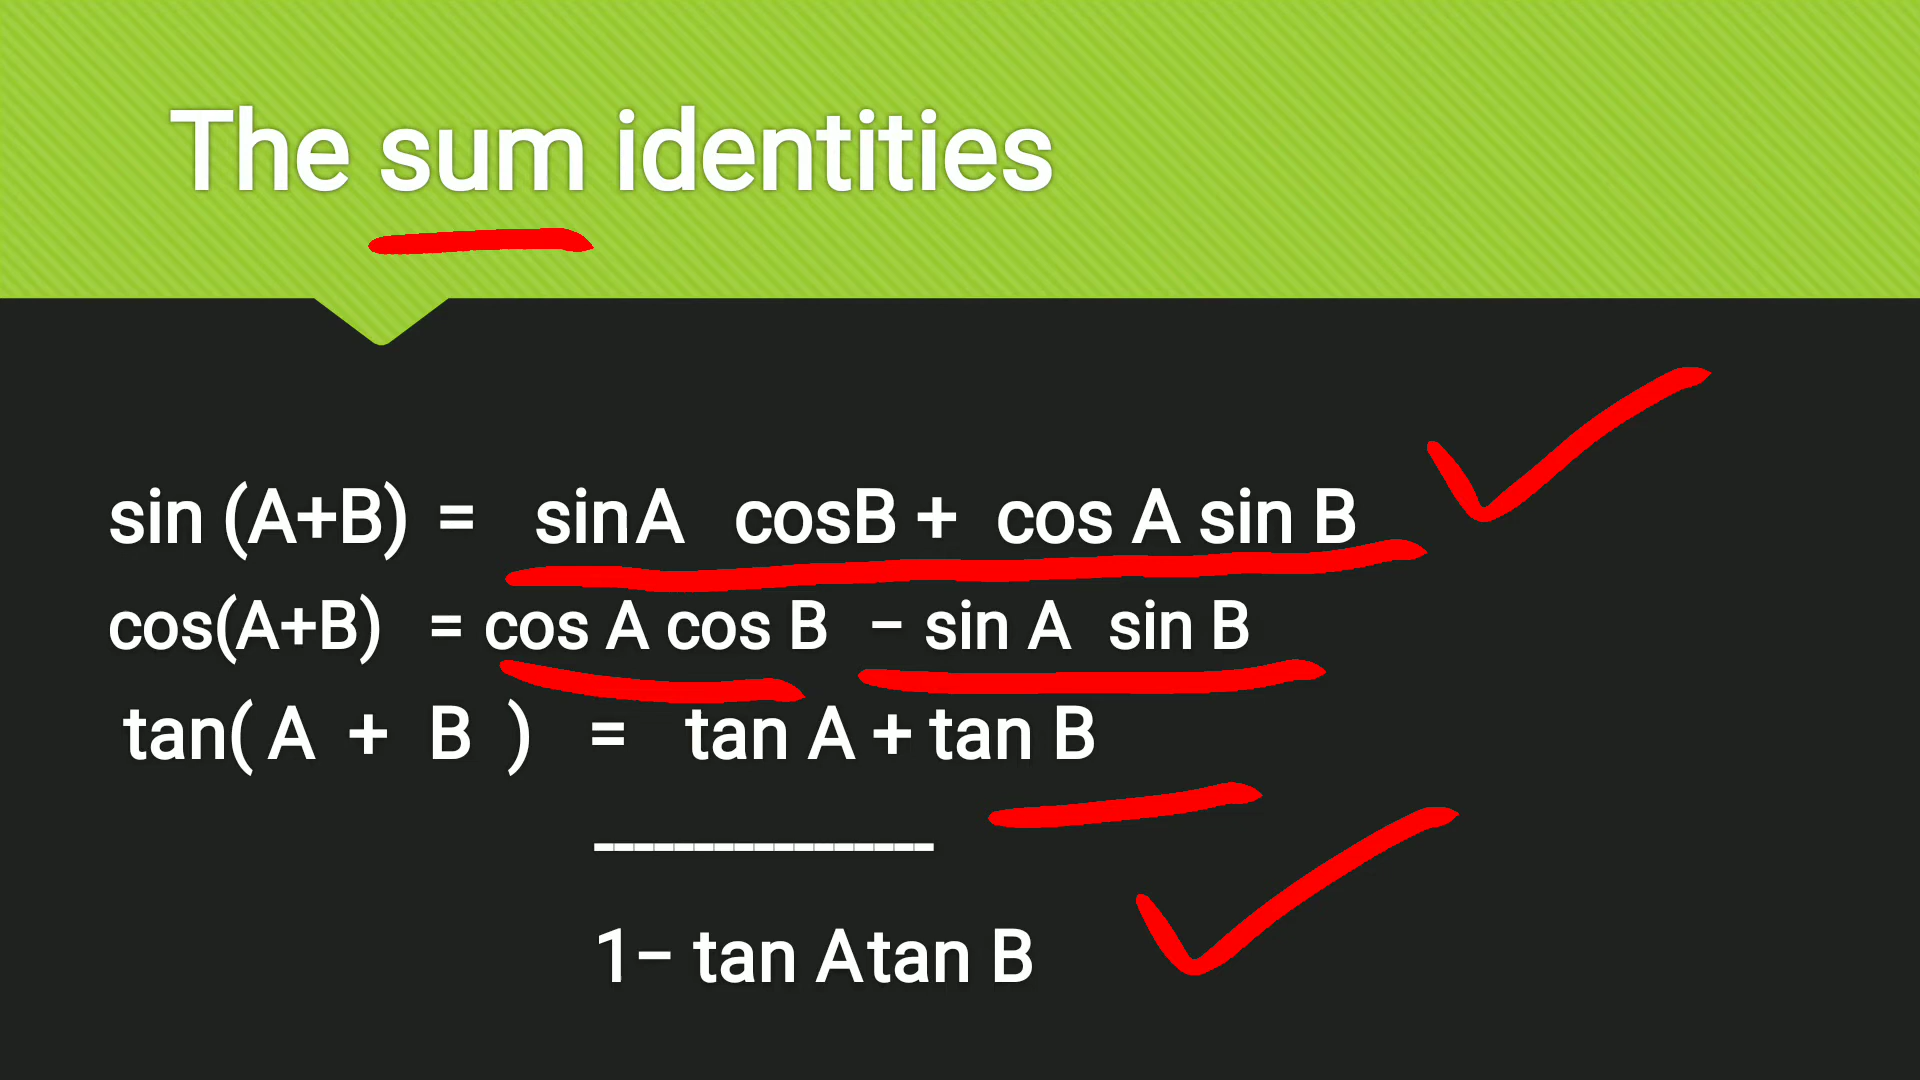 The sum identities
sin (A+B) = sinA cosB + cos A sin B
cos(A+B) = cos A cos B – sin A sin B
tan( A + B ) = tan A + tan B
_________________
1– tan Atan B